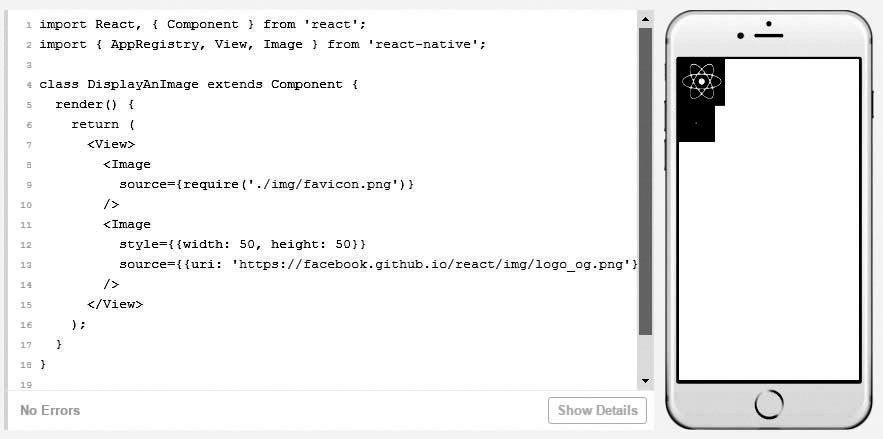 1 import React, { Component } from 'react';
2 import { AppRegistry, View, Image } from 'react-native';
3
4 class DisplayAnImage extends Component {
5   render() {
6     return (
7       <View>
8         <Image
9           source={require('./img/favicon.png')}
10         />
11         <Image
12           style={{width: 50, height: 50}}
13           source={{uri: 'https://facebook.github.io/react/img/logo_og.png'}
14         />
15       </View>
16     );
17   }
18 }
19
No Errors
Show Details